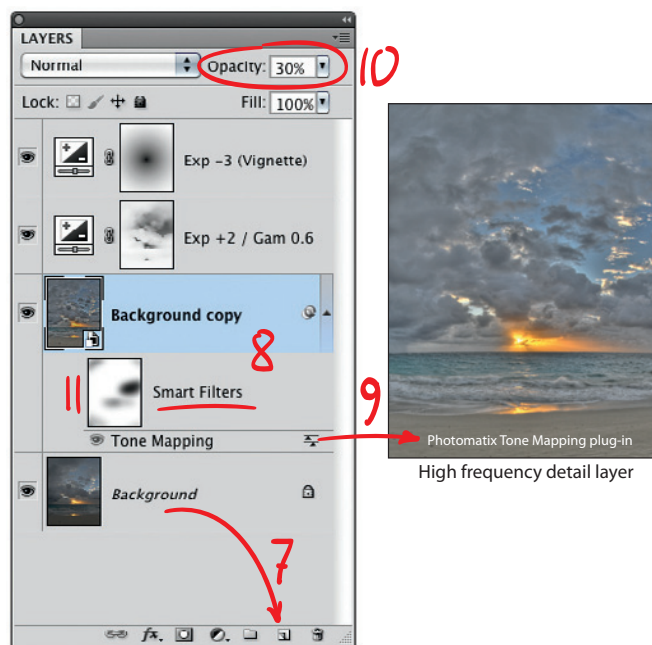 LAYERS
Normal Opacity: 30% 10
Lock: Fill: 100%
Exp -3 (Vignette)
Exp +2 / Gam 0.6
Background copy
8
11 Smart Filters 9
Tone Mapping
Photomatix Tone Mapping plug-in
High frequency detail layer
Background
7
fx.